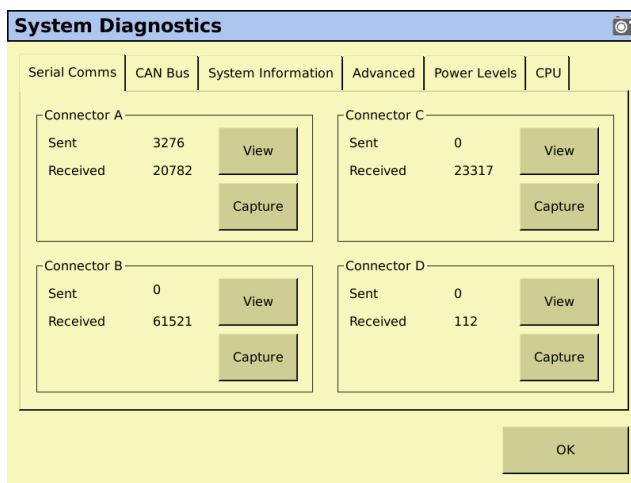 System Diagnostics
Serial Comms CAN Bus System Information Advanced Power Levels CPU
Connector A
Sent 3276 View
Received 20782
Capture
Connector C
Sent 0 View
Received 23317
Capture
Connector B
Sent 0 View
Received 61521
Capture
Connector D
Sent 0 View
Received 112
Capture
OK